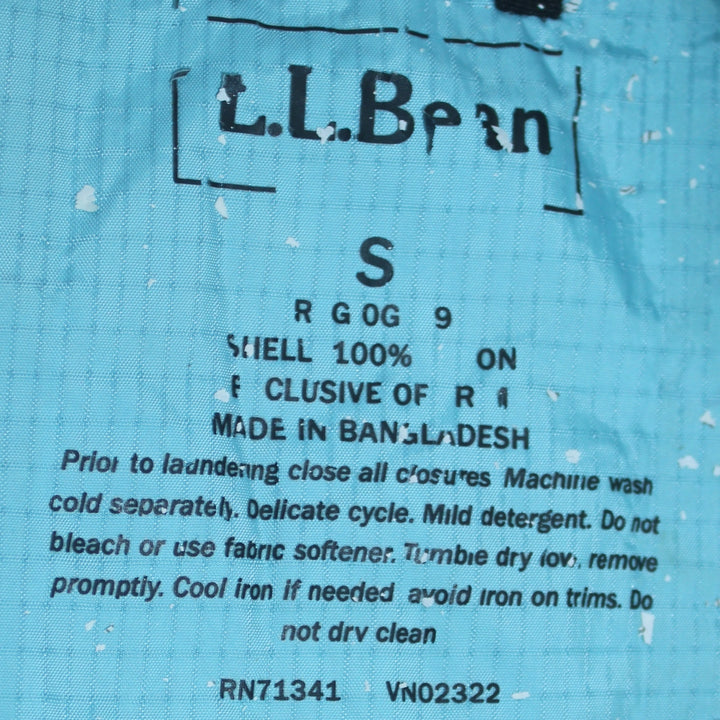 L.L.Bean
S
SHELL 100%
CLUSIVE OF
MADE IN BANGLADESH
Prior to laundering close all closures Machine wash
cold separately. Delicate cycle. Mild detergent. Do not
bleach or use fabric softener. Tumble dry low, remove
promptly. Cool iron if needed avoid iron on trims. Do
not dry clean
RN71341 VN02322